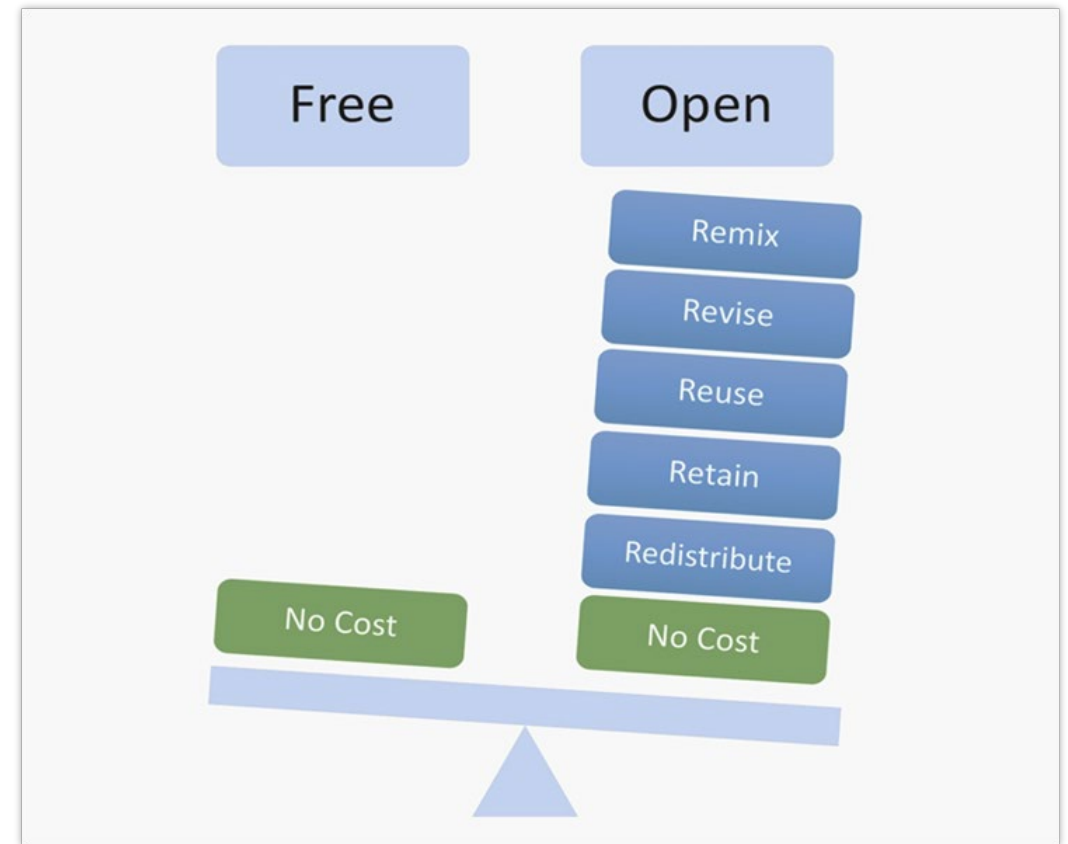 Free
Open
Remix
Revise
Reuse
Retain
Redistribute
No Cost
No Cost